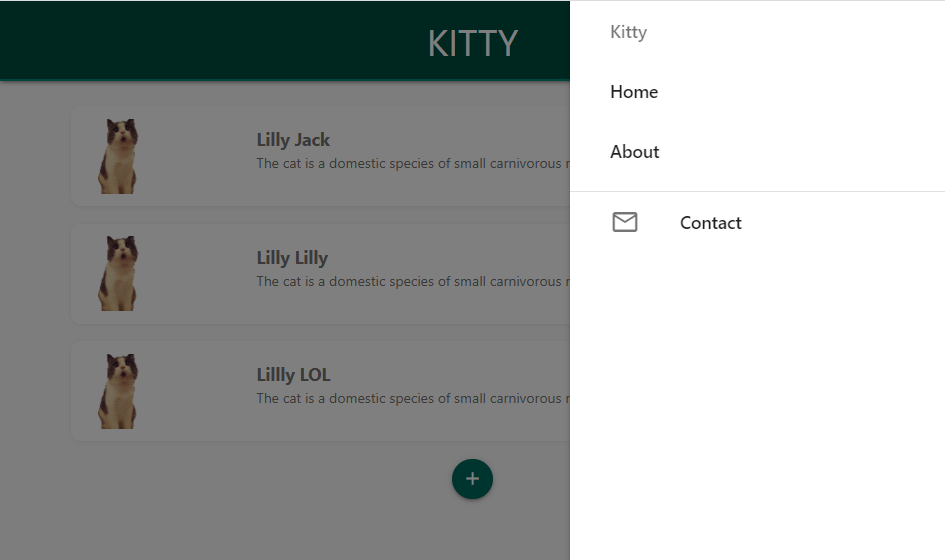 KITTY
Lilly Jack
The cat is a domestic species of small carnivorous
Lilly Lilly
The cat is a domestic species of small carnivorous
Lillly LOL
The cat is a domestic species of small carnivorous
+
Kitty
Home
About
Contact